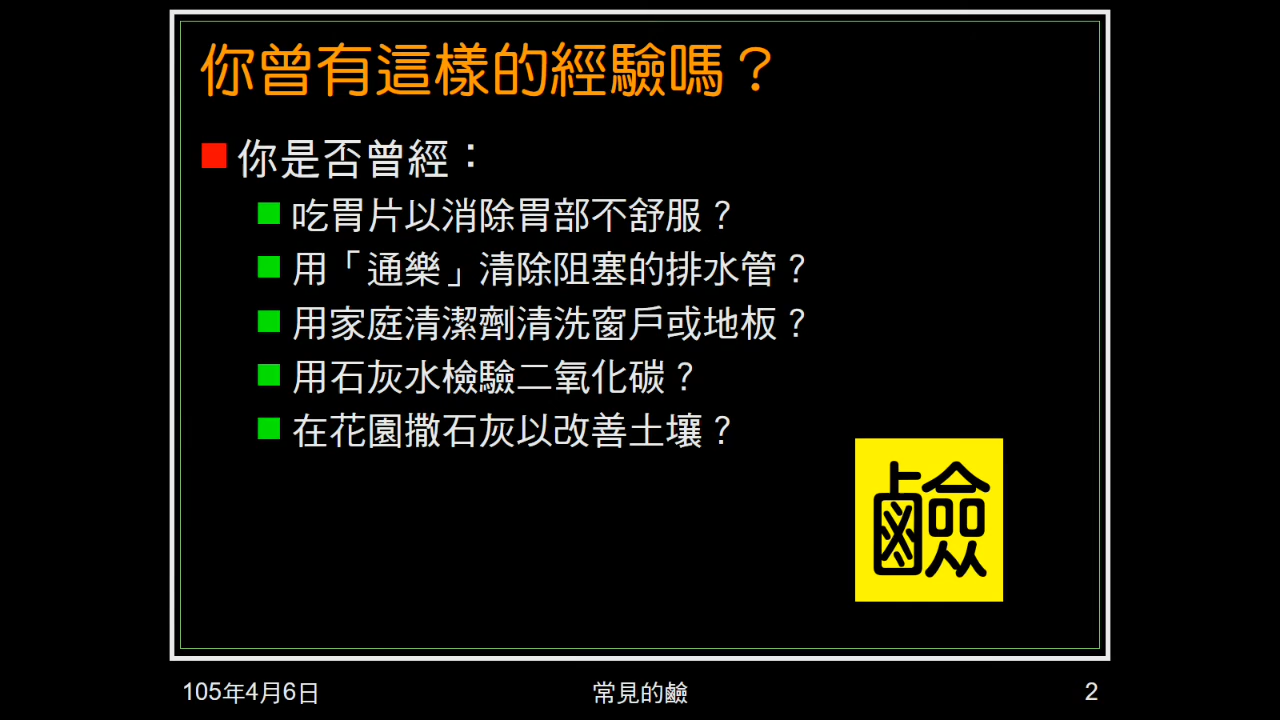 你曾有這樣的經驗嗎？
你是否曾經：
吃胃片以消除胃部不舒服？
用「通樂」清除阻塞的排水管？
用家庭清潔劑清洗窗戶或地板？
用石灰水檢驗二氧化碳？
在花園撒石灰以改善土壤？
鹼
105年4月6日
常見的鹼
2